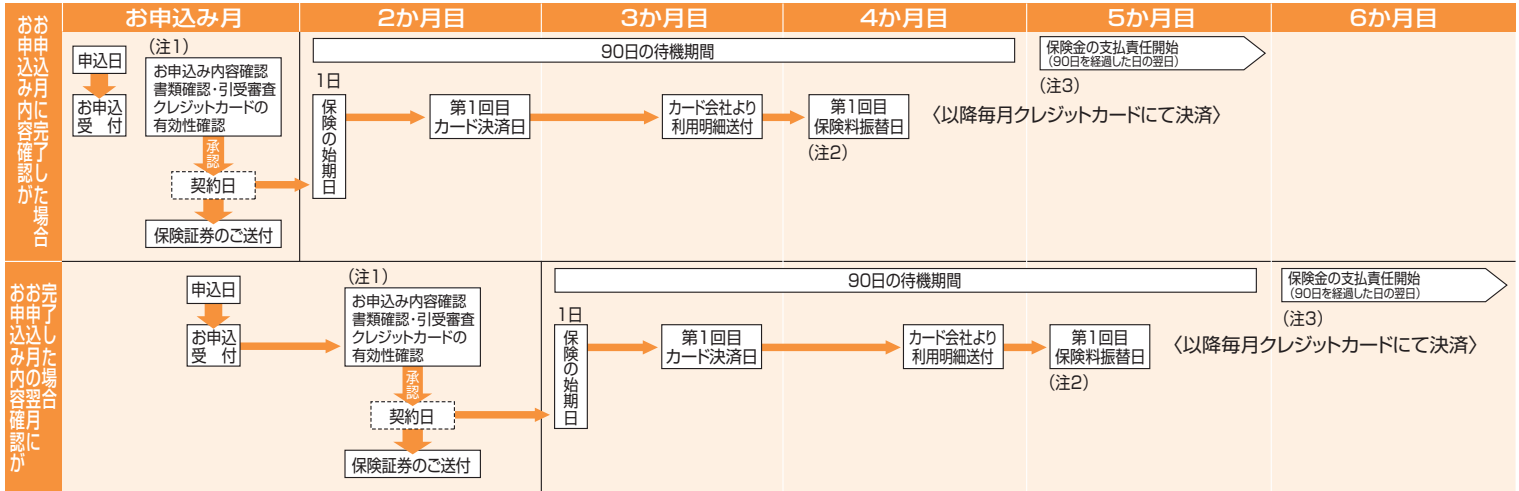 お申込み月
2か月目
3か月目
4か月目
5か月目
6か月目
お申込み内容確認が
お申込月に完了した場合
申込日
お申込
受　付
（注1）
お申込み内容確認
書類確認・引受審査
クレジットカードの
有効性確認
承認
契約日
保険証券のご送付
90日の待機期間
1日
保険の始期日
第1回目
カード決済日
カード会社より
利用明細送付
第1回目
保険料振替日
（注2）
保険金の支払責任開始
（90日を経過した日の翌日）
（注3）
〈以降毎月クレジットカードにて決済〉
お申込み内容確認が
お申込月の翌月に
完了した場合
申込日
お申込
受　付
（注1）
お申込み内容確認
書類確認・引受審査
クレジットカードの
有効性確認
承認
契約日
保険証券のご送付
90日の待機期間
1日
保険の始期日
第1回目
カード決済日
カード会社より
利用明細送付
第1回目
保険料振替日
（注2）
保険金の支払責任開始
（90日を経過した日の翌日）
（注3）
〈以降毎月クレジットカードにて決済〉